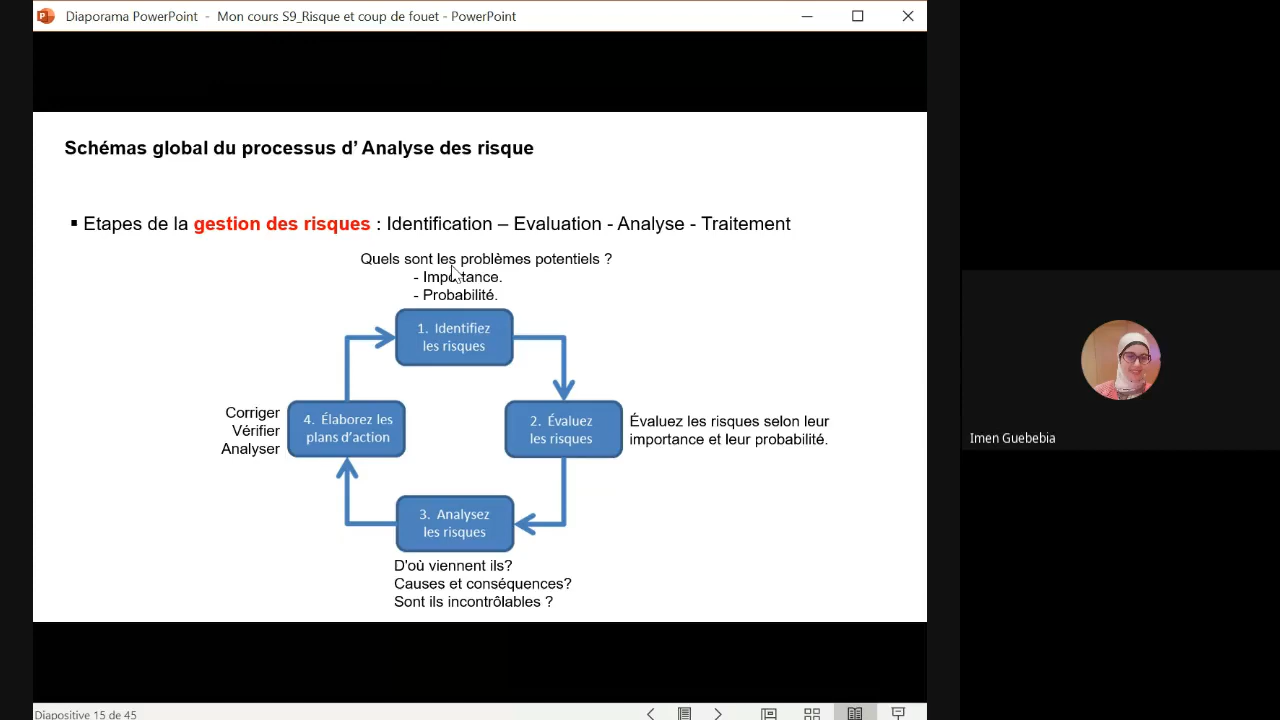 Diaporama PowerPoint - Mon cours S9_Risque et coup de fouet - PowerPoint
Schémas global du processus d’ Analyse des risque
▪ Etapes de la gestion des risques : Identification – Evaluation - Analyse - Traitement
Quels sont les problèmes potentiels ?
- Importance.
- Probabilité.
1. Identifiez
les risques
Corriger
Vérifier
Analyser
4. Élaborez les
plans d’action
2. Évaluez
les risques
Évaluez les risques selon leur
importance et leur probabilité.
3. Analysez
les risques
D'où viennent ils?
Causes et conséquences?
Sont ils incontrôlables ?
Imen Guebebia
Diapositive 15 de 45